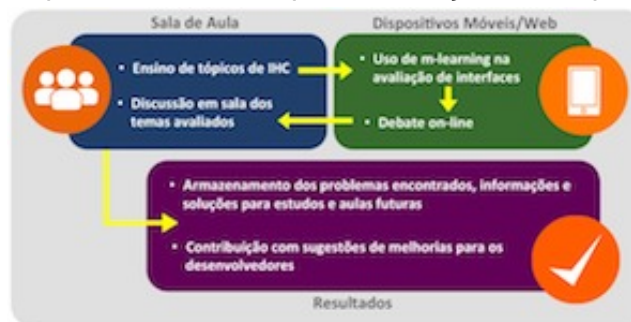 Sala de Aula
Dispositivos Móveis/Web
• Ensino de tópicos de IHC
• Discussão em sala dos
temas avaliados
• Uso de m-learning na
avaliação de interfaces
• Debate on-line
• Armazenamento dos problemas encontrados, informações e
soluções para estudos e aulas futuras
• Contribuição com sugestões de melhorias para os
desenvolvedores
Resultados